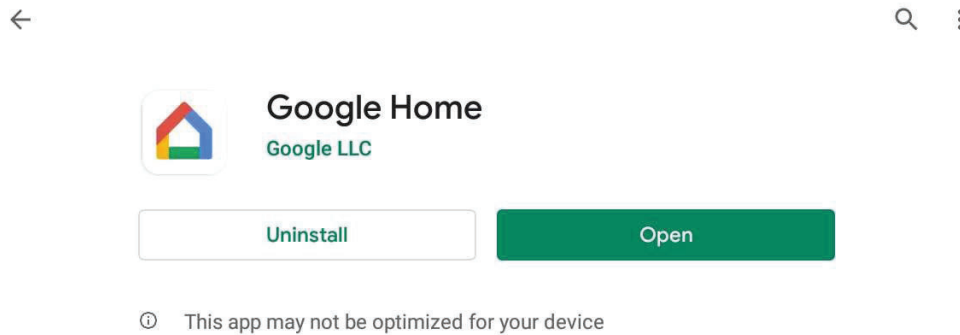 Google Home
Google LLC
Uninstall
Open
This app may not be optimized for your device